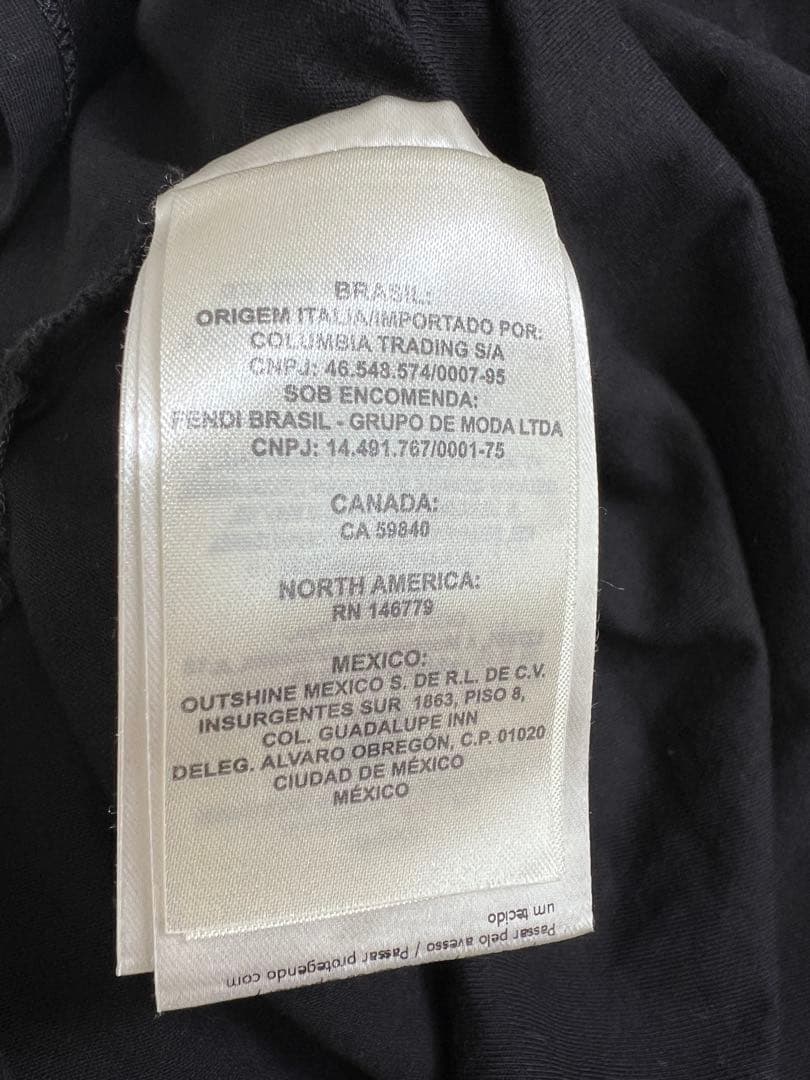 BRASIL:
ORIGEM ITALIA/IMPORTADO POR:
COLUMBIA TRADING S/A
CNPJ: 46.548.574/0007-95
SOB ENCOMENDA:
FENDI BRASIL - GRUPO DE MODA LTDA
CNPJ: 14.491.767/0001-75
CANADA:
CA 59840
NORTH AMERICA:
RN 146779
MEXICO:
OUTSHINE MEXICO S. DE R.L. DE C.V.
INSURGENTES SUR 1863, PISO 8,
COL. GUADALUPE INN
DELEG. ALVARO OBREGÓN, C.P. 01020
CIUDAD DE MÉXICO
MÉXICO
Passar pelo avesso / Passar protegendo com
um tecido